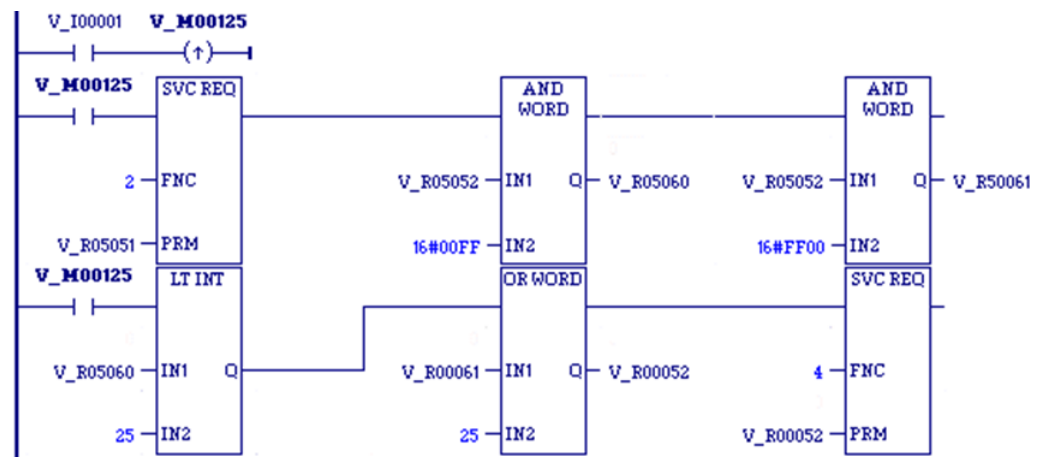 V_I00001 V_M00125
(↑)
V_M00125 SVC REQ AND WORD AND WORD
2 FNC V_R05052 IN1 Q V_R05060 V_R05052 IN1 Q V_R50061
V_R05051 PRM 16#00FF IN2 16#FF00 IN2
V_M00125 LT INT OR WORD SVC REQ
V_R05060 IN1 Q V_R00061 IN1 Q V_R00052 4 FNC
25 IN2 25 IN2 V_R00052 PRM